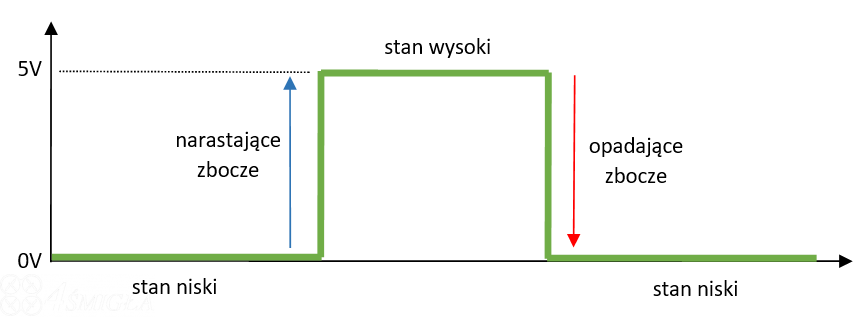 stan wysoki
5V
narastające
zbocze
opadające
zbocze
0V
stan niski
stan niski